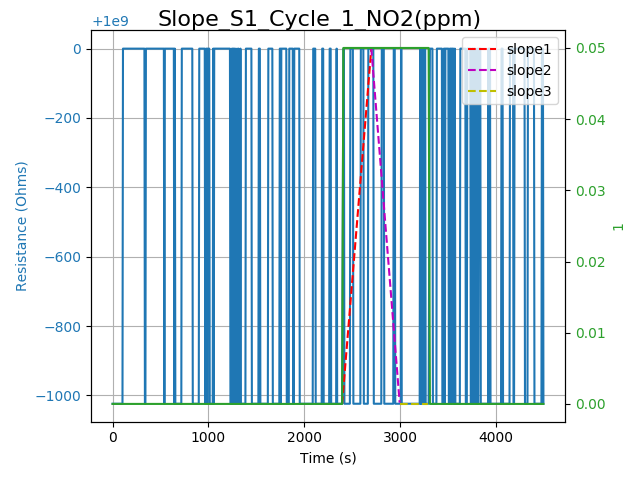 Slope_S1_Cycle_1_NO2(ppm)
+1e9
slope1
slope2
slope3
0
−200
−400
−600
−800
−1000
Resistance (Ohms)
0.05
0.04
0.03
0.02
0.01
0.00
1
0 1000 2000 3000 4000
Time (s)